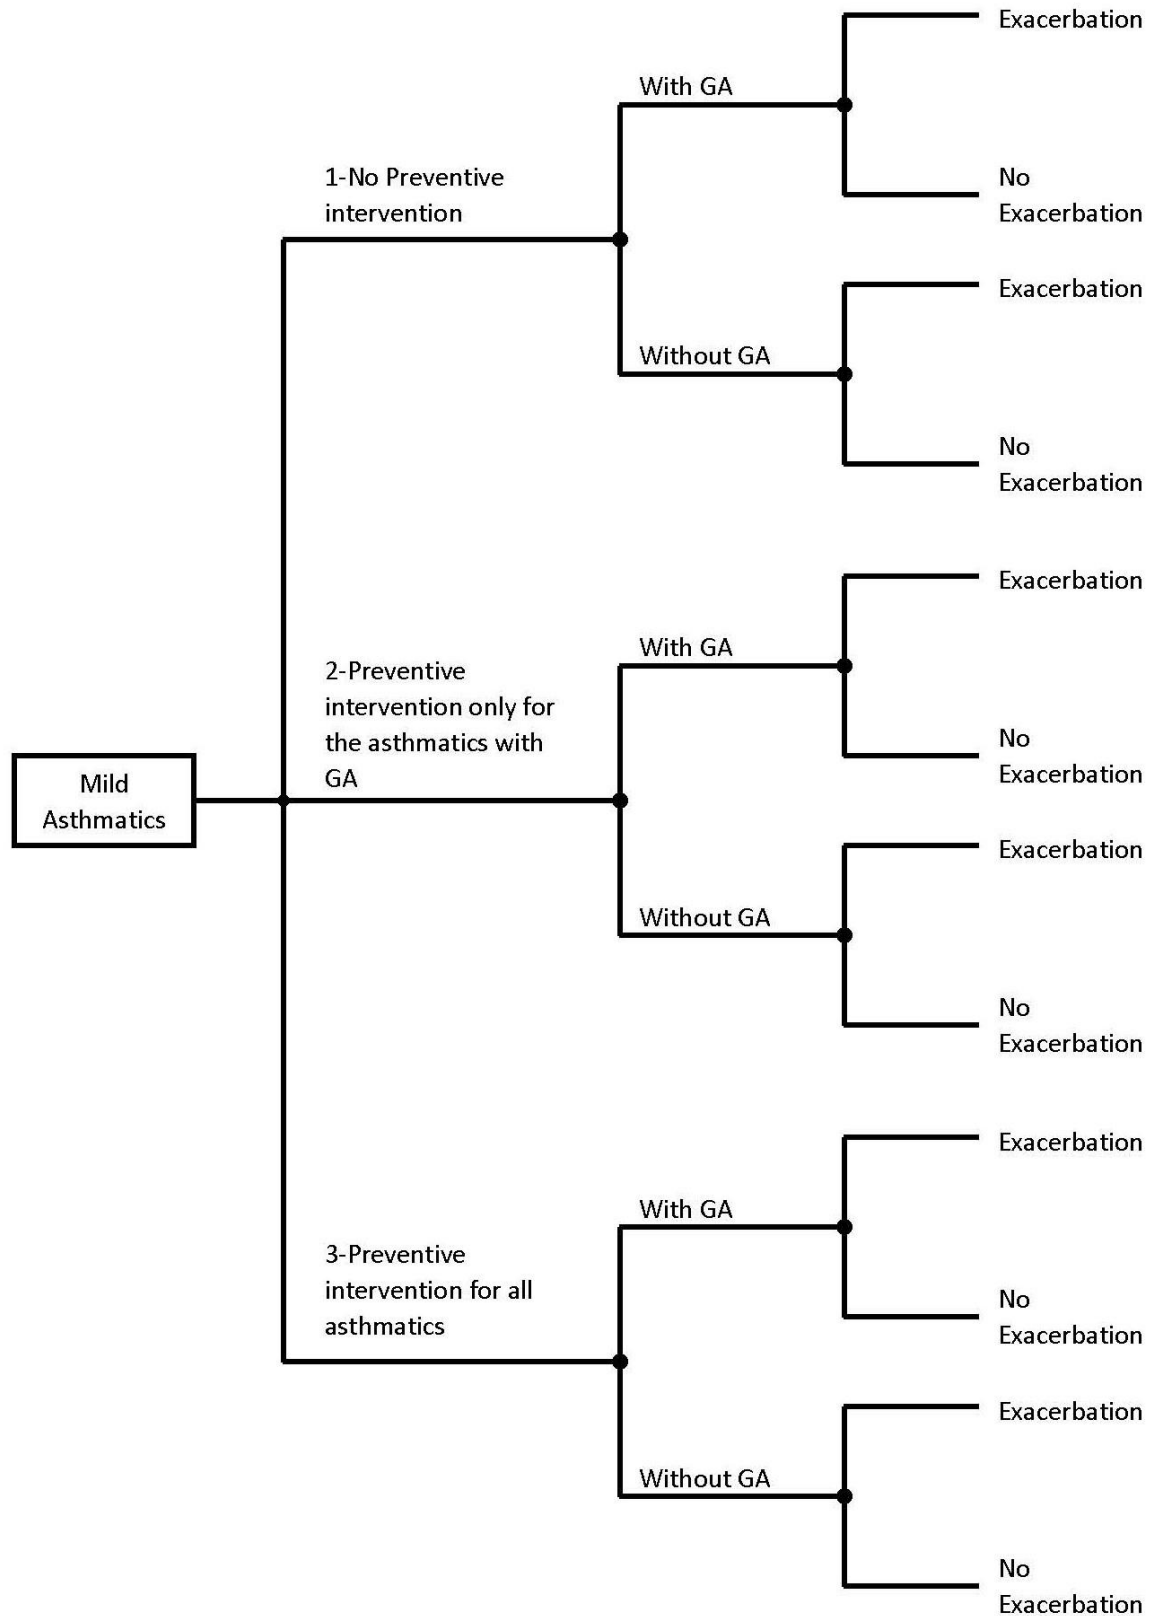 Exacerbation
With GA
1-No Preventive
intervention
No
Exacerbation
Exacerbation
Without GA
No
Exacerbation
Exacerbation
With GA
2-Preventive
intervention only for
the asthmatics with
GA
No
Exacerbation
Mild
Asthmatics
Exacerbation
Without GA
No
Exacerbation
Exacerbation
With GA
3-Preventive
intervention for all
asthmatics
No
Exacerbation
Exacerbation
Without GA
No
Exacerbation